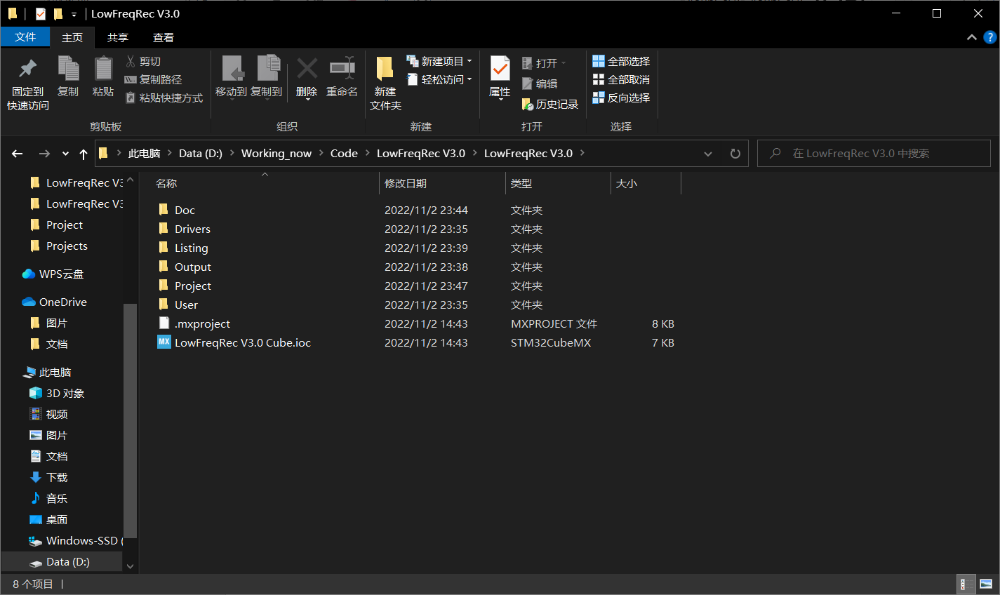 LowFreqRec V3.0
文件 主页 共享 查看
固定到
快速访问
复制
粘贴
剪切
复制路径
粘贴快捷方式
剪贴板
移动到
复制到
删除
重命名
组织
新建
文件夹
新建项目
轻松访问
新建
属性
打开
编辑
历史记录
打开
全部选择
全部取消
反向选择
选择
此电脑 Data (D:) Working_now Code LowFreqRec V3.0 LowFreqRec V3.0
在 LowFreqRec V3.0 中搜索
LowFreqRec V3
LowFreqRec V3
Project
Projects
WPS云盘
OneDrive
图片
文档
此电脑
3D 对象
视频
图片
文档
下载
音乐
桌面
Windows-SSD (
Data (D:)
名称 修改日期 类型 大小
Doc 2022/11/2 23:44 文件夹
Drivers 2022/11/2 23:35 文件夹
Listing 2022/11/2 23:39 文件夹
Output 2022/11/2 23:38 文件夹
Project 2022/11/2 23:47 文件夹
User 2022/11/2 23:35 文件夹
.mxproject 2022/11/2 14:43 MXPROJECT 文件 8 KB
MX LowFreqRec V3.0 Cube.ioc 2022/11/2 14:43 STM32CubeMX 7 KB
8 个项目